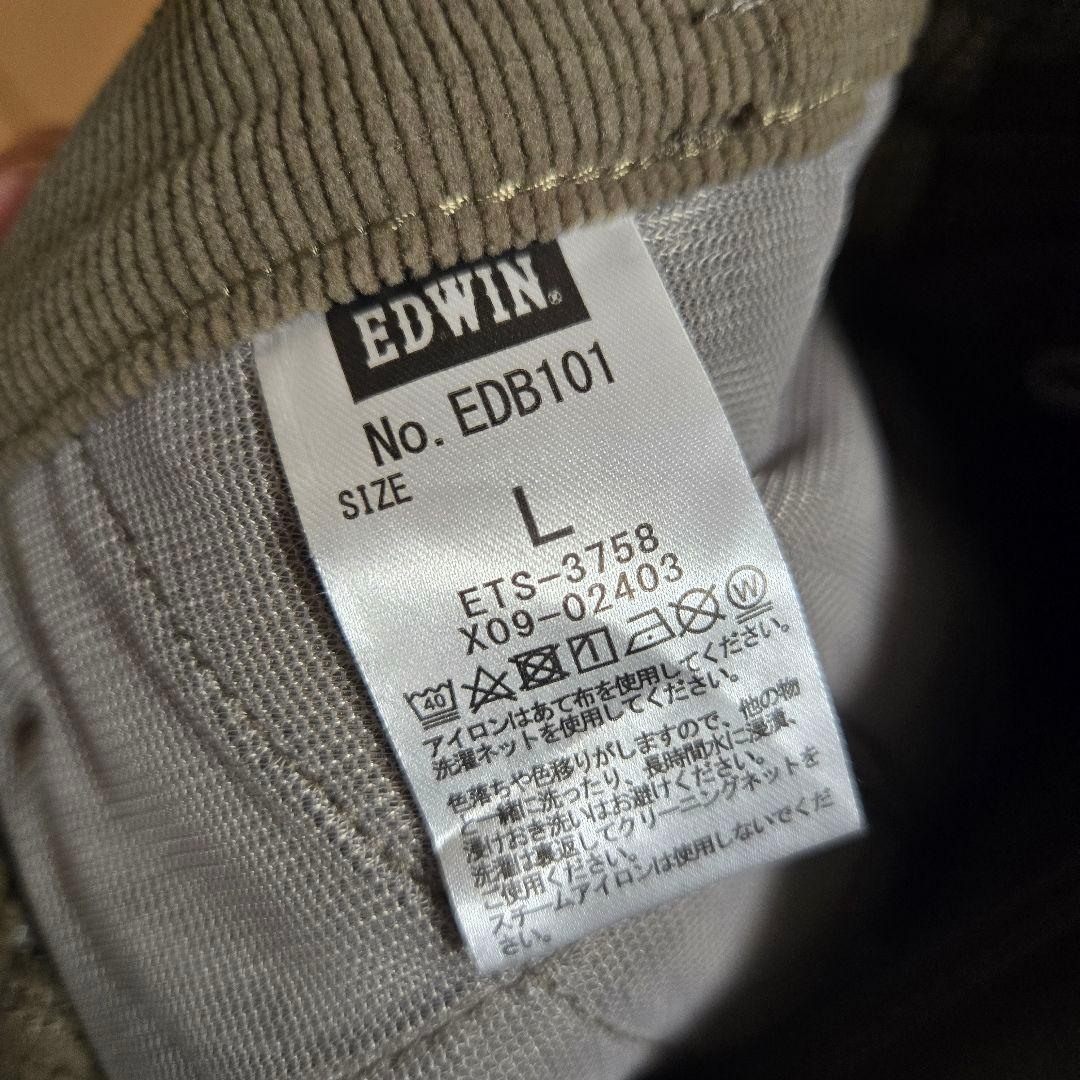 EDWIN®
No. EDB101
SIZE
L
ETS-3758
X09-02403
40
W
アイロンはあて布を使用してください。
洗濯ネットを使用してください。
色落ちや色移りがしますので、他の物
と一緒に洗ったり、長時間水に浸漬、
漬けおき洗いはお避けください。
洗濯は裏返してクリーニングネットを
ご使用ください。
スチームアイロンは使用しないでくだ
さい。